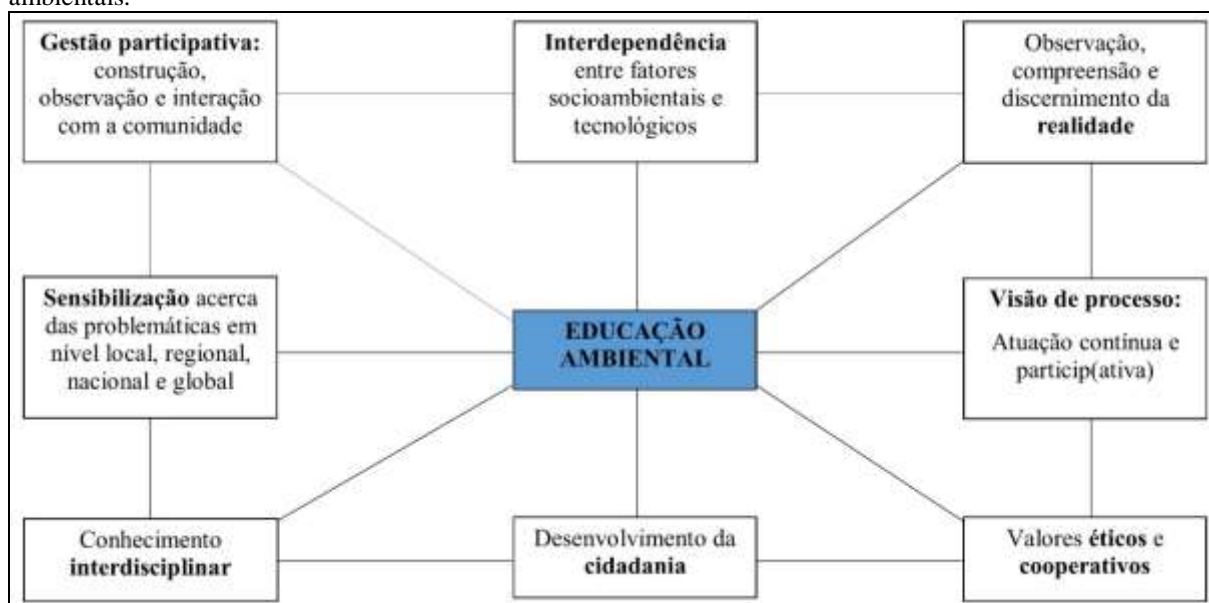 ambientais.
Gestão participativa:
construção,
observação e interação
com a comunidade
Interdependência
entre fatores
socioambientais e
tecnológicos
Observação,
compreensão e
discernimento da
realidade
Sensibilização acerca
das problemáticas em
nível local, regional,
nacional e global
EDUCAÇÃO
AMBIENTAL
Visão de processo:
Atuação contínua e
particip(ativa)
Conhecimento
interdisciplinar
Desenvolvimento da
cidadania
Valores éticos e
cooperativos